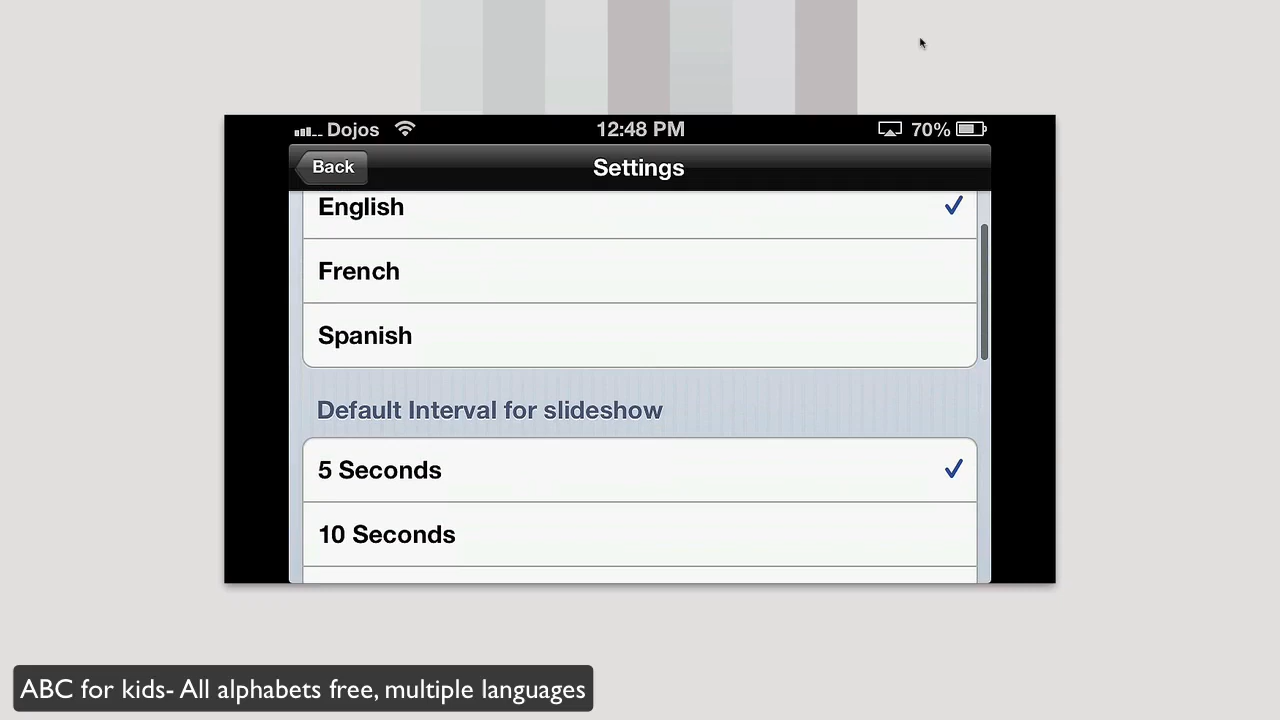 Dojos 12:48 PM 70%
Back Settings
English
French
Spanish
Default Interval for slideshow
5 Seconds
10 Seconds
ABC for kids- All alphabets free, multiple languages